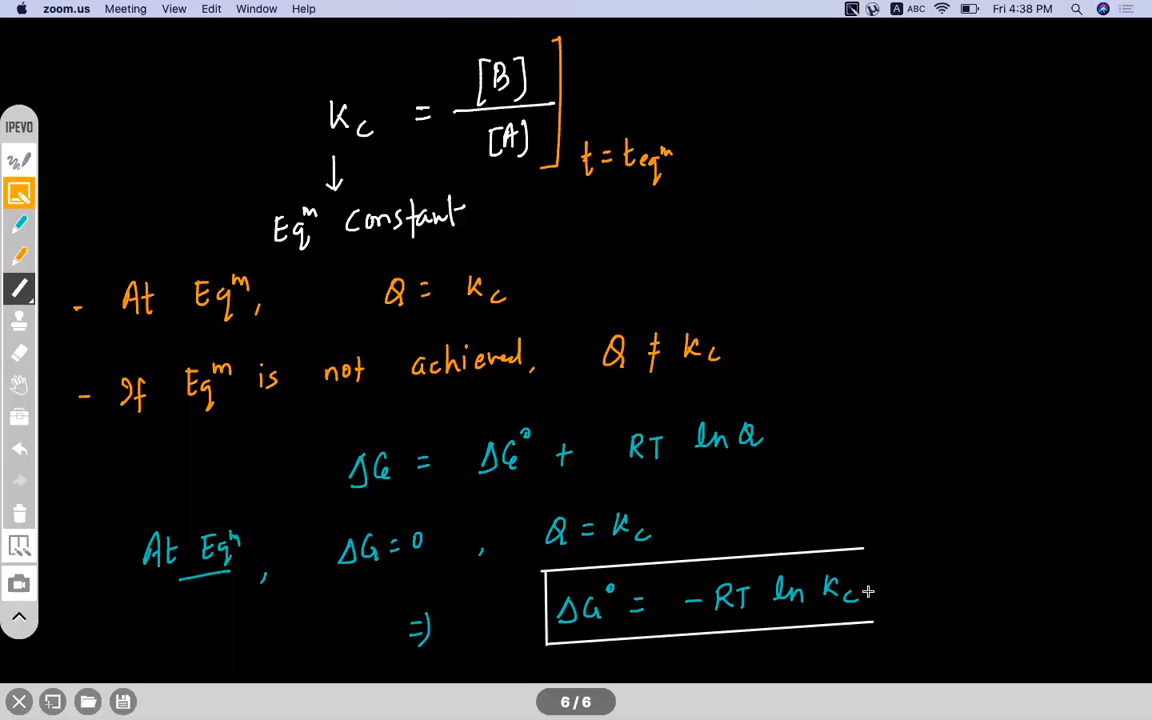 zoom.us Meeting View Edit Window Help A ABC Fri 4:38 PM
IPEVO
Kc = [B] / [A] ] t = t eqᵐ
↓
Eqᵐ constant
- At Eqᵐ, Q = Kc
- If Eqᵐ is not achieved, Q ≠ Kc
ΔG = ΔG° + RT ln Q
At Eqᵐ, ΔG = 0, Q = Kc
⇒ ΔG° = - RT ln Kc
6 / 6